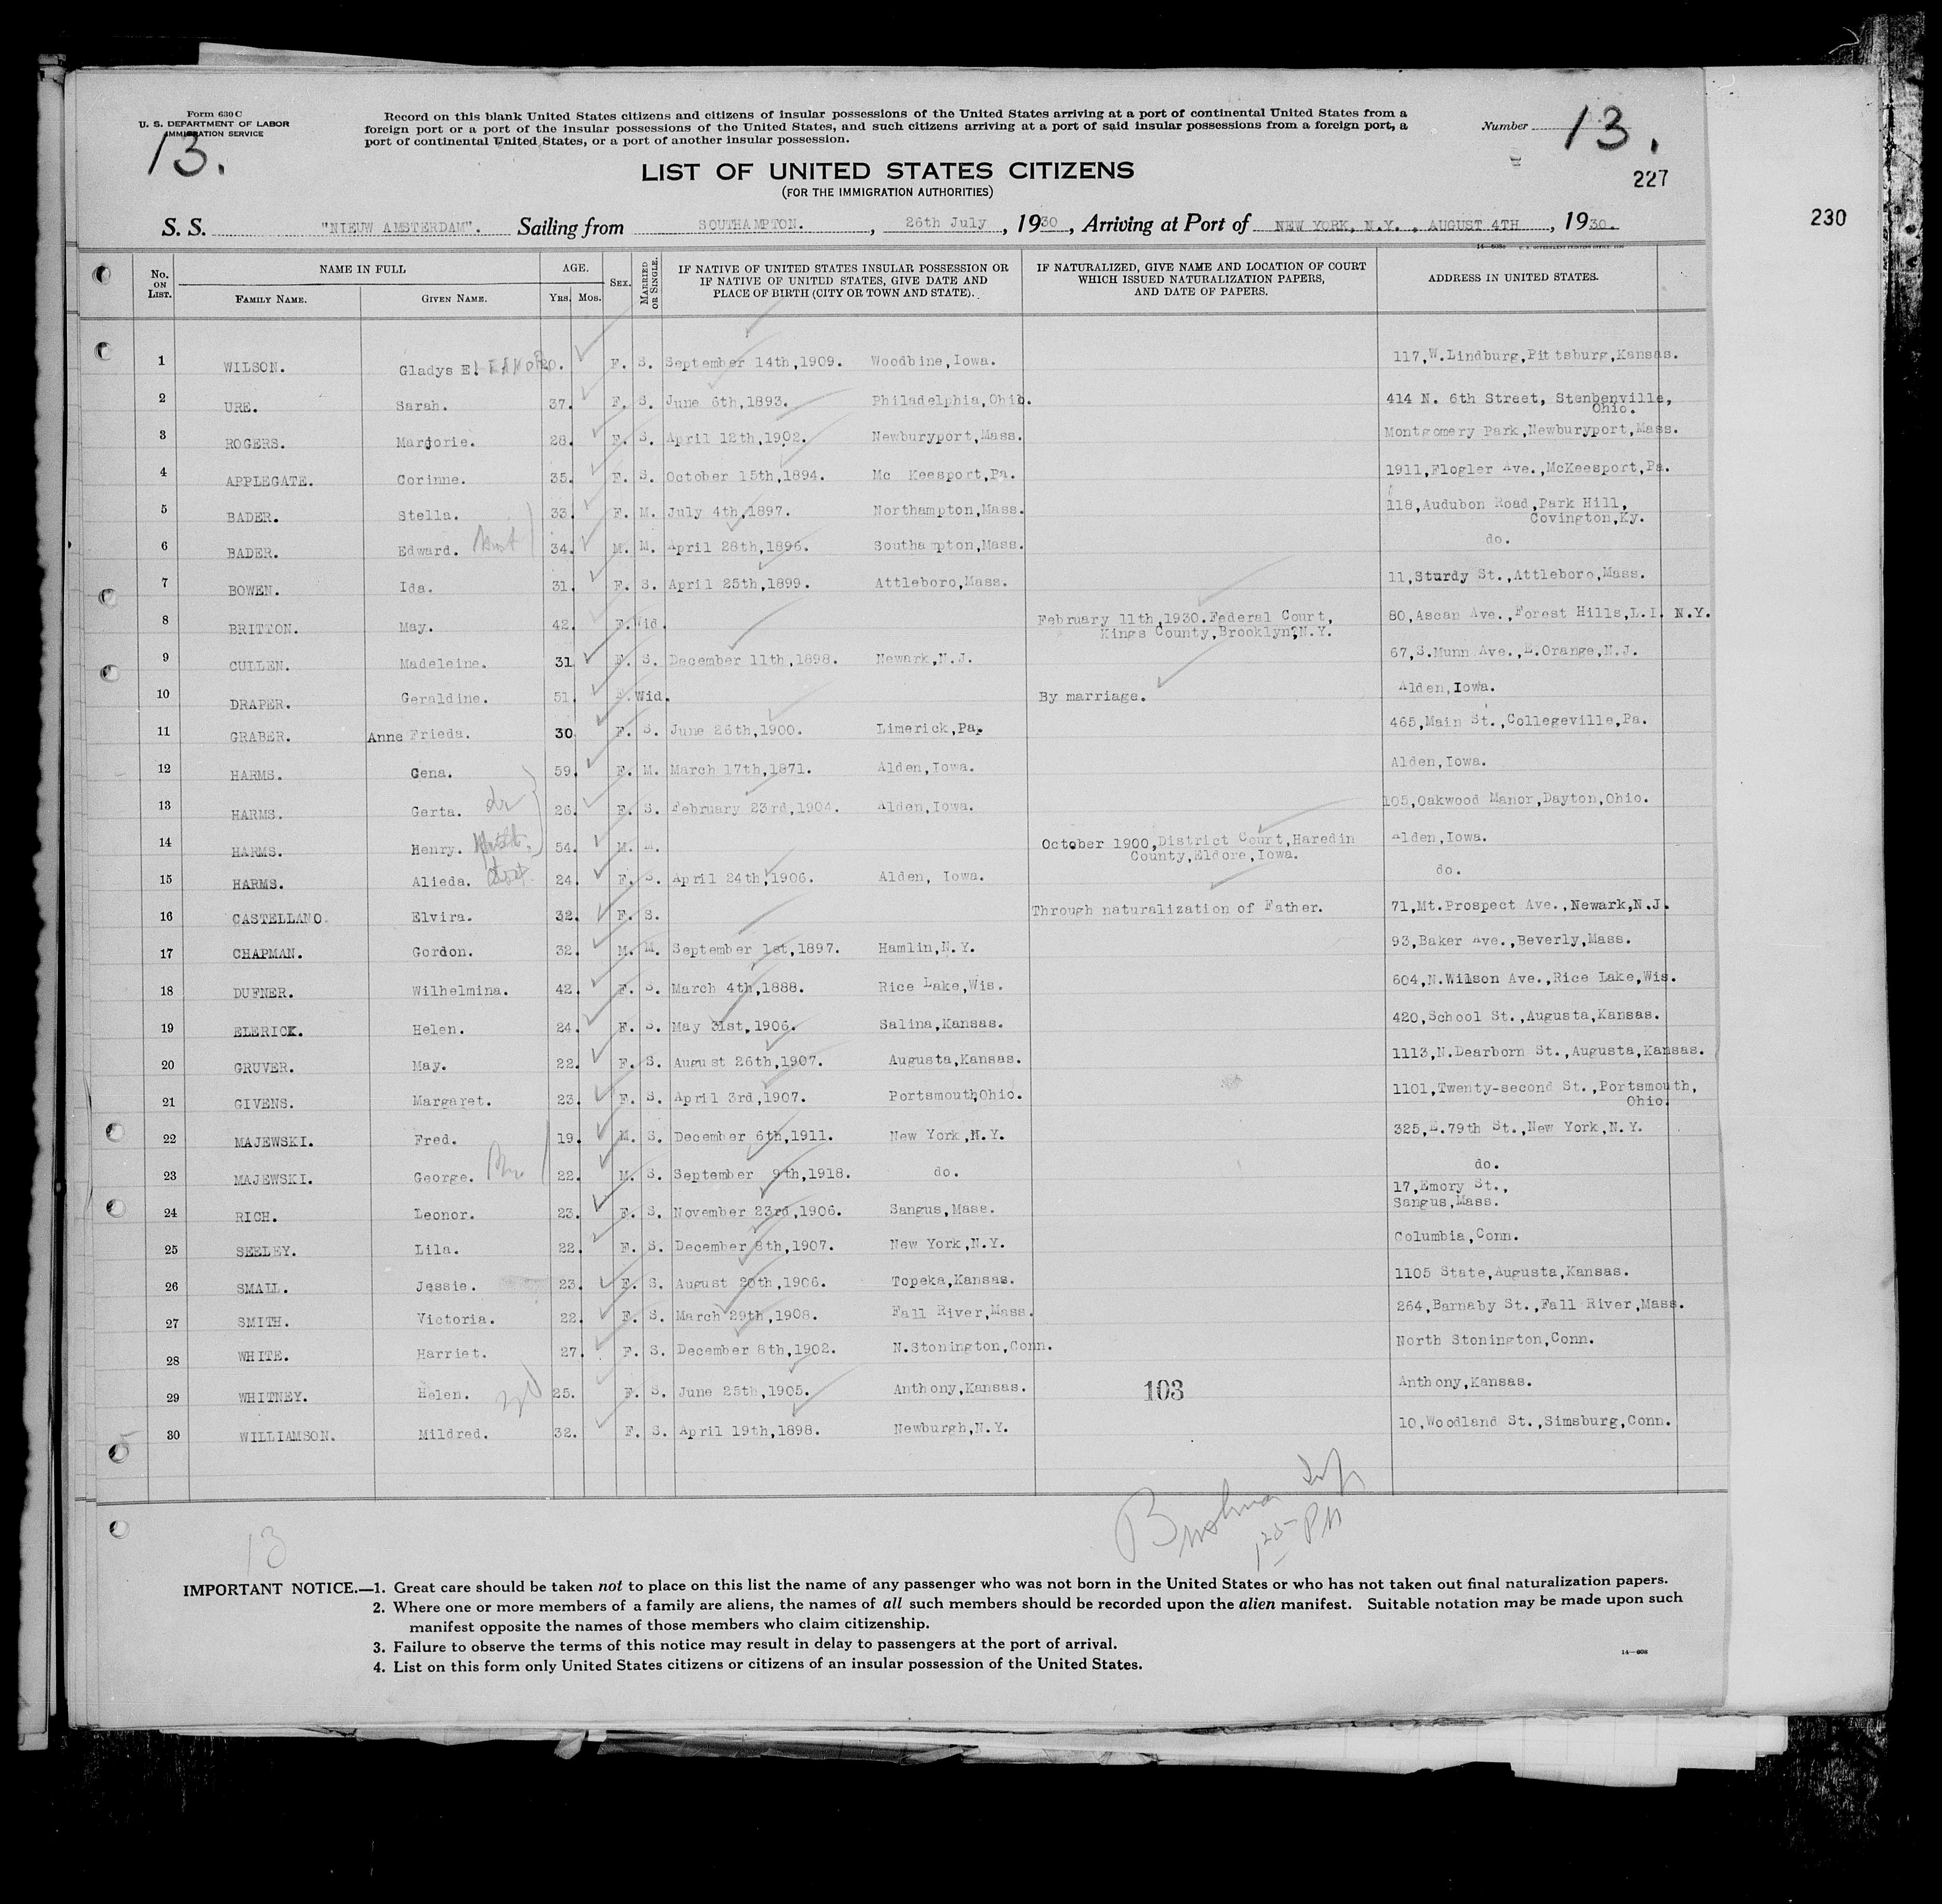 Form 630 C
U. S. DEPARTMENT OF LABOR
IMMIGRATION SERVICE
13.
Record on this blank United States citizens and citizens of insular possessions of the United States arriving at a port of continental United States from a
foreign port or a port of the insular possessions of the United States, and such citizens arriving at a port of said insular possessions from a foreign port, a
port of continental United States, or a port of another insular possession.
Number 13.
LIST OF UNITED STATES CITIZENS
(FOR THE IMMIGRATION AUTHORITIES)
227
230
S. S. "NIEUW AMSTERDAM". Sailing from SOUTHAMPTON. , 26th July , 1930 , Arriving at Port of NEW YORK, N.Y. , AUGUST 4TH , 1930.
No. ON LIST. NAME IN FULL AGE. SEX. MARRIED OR SINGLE. IF NATIVE OF UNITED STATES INSULAR POSSESSION OR IF NATIVE OF UNITED STATES, GIVE DATE AND PLACE OF BIRTH (CITY OR TOWN AND STATE). IF NATURALIZED, GIVE NAME AND LOCATION OF COURT WHICH ISSUED NATURALIZATION PAPERS, AND DATE OF PAPERS. ADDRESS IN UNITED STATES.
FAMILY NAME. GIVEN NAME. YRS. MOS.
1 WILSON. Gladys E. LEANOR 20. F. S. September 14th,1909. Woodbine,Iowa. 117,W.Lindburg,Pittsburg,Kansas.
2 URE. Sarah. 37. F. S. June 6th,1893. Philadelphia,Ohio. 414 N. 6th Street, Stenbenville,
Ohio.
3 ROGERS. Marjorie. 28. F. S. April 12th,1902. Newburyport,Mass. Montgomery Park,Newburyport,Mass.
4 APPLEGATE. Corinne. 35. F. S. October 15th,1894. Mc Keesport,Pa. 1911,Flogler Ave.,McKeesport,Pa.
5 BADER. Stella. 33. F. M. July 4th,1897. Northampton,Mass. 118,Audubon Road,Park Hill,
Covington,Ky.
6 BADER. Edward. 34. M. M. April 28th,1896. Southampton,Mass. do.
7 BOWEN. Ida. 31. F. S. April 25th,1899. Attleboro,Mass. 11,Sturdy St.,Attleboro,Mass.
8 BRITTON. May. 42. F. Wid. February 11th,1930.Federal Court, 80,Ascan Ave.,Forest Hills,L.I. N.Y.
Kings County,Brooklyn,N.Y.
9 CULLEN. Madeleine. 31 F. S. December 11th,1898. Newark,N.J. 67,S.Munn Ave.,E.Orange,N.J.
10 DRAPER. Geraldine. 51. F. Wid. By marriage. Alden,Iowa.
11 GRABER. Anne Frieda. 30 F. S. June 26th,1900. Limerick,Pa. 465,Main St.,Collegeville,Pa.
12 HARMS. Gena. 59. F. M. March 17th,1871. Alden,Iowa. Alden,Iowa.
13 HARMS. Gerta. 26. F. S. February 23rd,1904. Alden,Iowa. 105,Oakwood Manor,Dayton,Ohio.
14 HARMS. Henry. 54. M. M. October 1900,District Court,Haredin Alden,Iowa.
County,Eldore,Iowa.
15 HARMS. Alieda. 24. F. S. April 24th,1906. Alden, Iowa. do.
16 CASTELLANO. Elvira. 32. F. S. Through naturalization of Father. 71,Mt.Prospect Ave.,Newark,N.J.
17 CHAPMAN. Gordon. 32. M. M. September 1st,1897. Hamlin,N.Y. 93,Baker Ave.,Beverly,Mass.
18 DUFNER. Wilhelmina. 42. F. S. March 4th,1888. Rice Lake,Wis. 604,N.Wilson Ave.,Rice Lake,Wis.
19 ELERICK. Helen. 24. F. S. May 31st,1906. Salina,Kansas. 420,School St.,Augusta,Kansas.
20 GRUVER. May. 22. F. S. August 26th,1907. Augusta,Kansas. 1113,N.Dearborn St.,Augusta,Kansas.
21 GIVENS. Margaret. 23. F. S. April 3rd,1907. Portsmouth,Ohio. 1101,Twenty-second St.,Portsmouth,
Ohio.
22 MAJEWSKI. Fred. 19. M. S. December 6th,1911. New York,N.Y. 325,E.79th St.,New York,N.Y.
23 MAJEWSKI. George. 22. M. S. September 9th,1918. do. do.
24 RICH. Leonor. 23. F. S. November 23rd,1906. Sangus,Mass. 17,Emory St.,
Sangus,Mass.
25 SEELEY. Lila. 22. F. S. December 8th,1907. New York,N.Y. Columbia,Conn.
26 SMALL. Jessie. 23. F. S. August 20th,1906. Topeka,Kansas. 1105 State,Augusta,Kansas.
27 SMITH. Victoria. 22. F. S. March 29th,1908. Fall River,Mass. 264,Barnaby St.,Fall River,Mass.
28 WHITE. Harriet. 27. F. S. December 8th,1902. N.Stonington,Conn. North Stonington,Conn.
29 WHITNEY. Helen. 25. F. S. June 25th,1905. Anthony,Kansas. 103 Anthony,Kansas.
30 WILLIAMSON. Mildred. 32. F. S. April 19th,1898. Newburgh,N.Y. 10,Woodland St.,Simsburg,Conn.
13
IMPORTANT NOTICE.—1. Great care should be taken not to place on this list the name of any passenger who was not born in the United States or who has not taken out final naturalization papers.
2. Where one or more members of a family are aliens, the names of all such members should be recorded upon the alien manifest. Suitable notation may be made upon such
manifest opposite the names of those members who claim citizenship.
3. Failure to observe the terms of this notice may result in delay to passengers at the port of arrival.
4. List on this form only United States citizens or citizens of an insular possession of the United States.
14—608